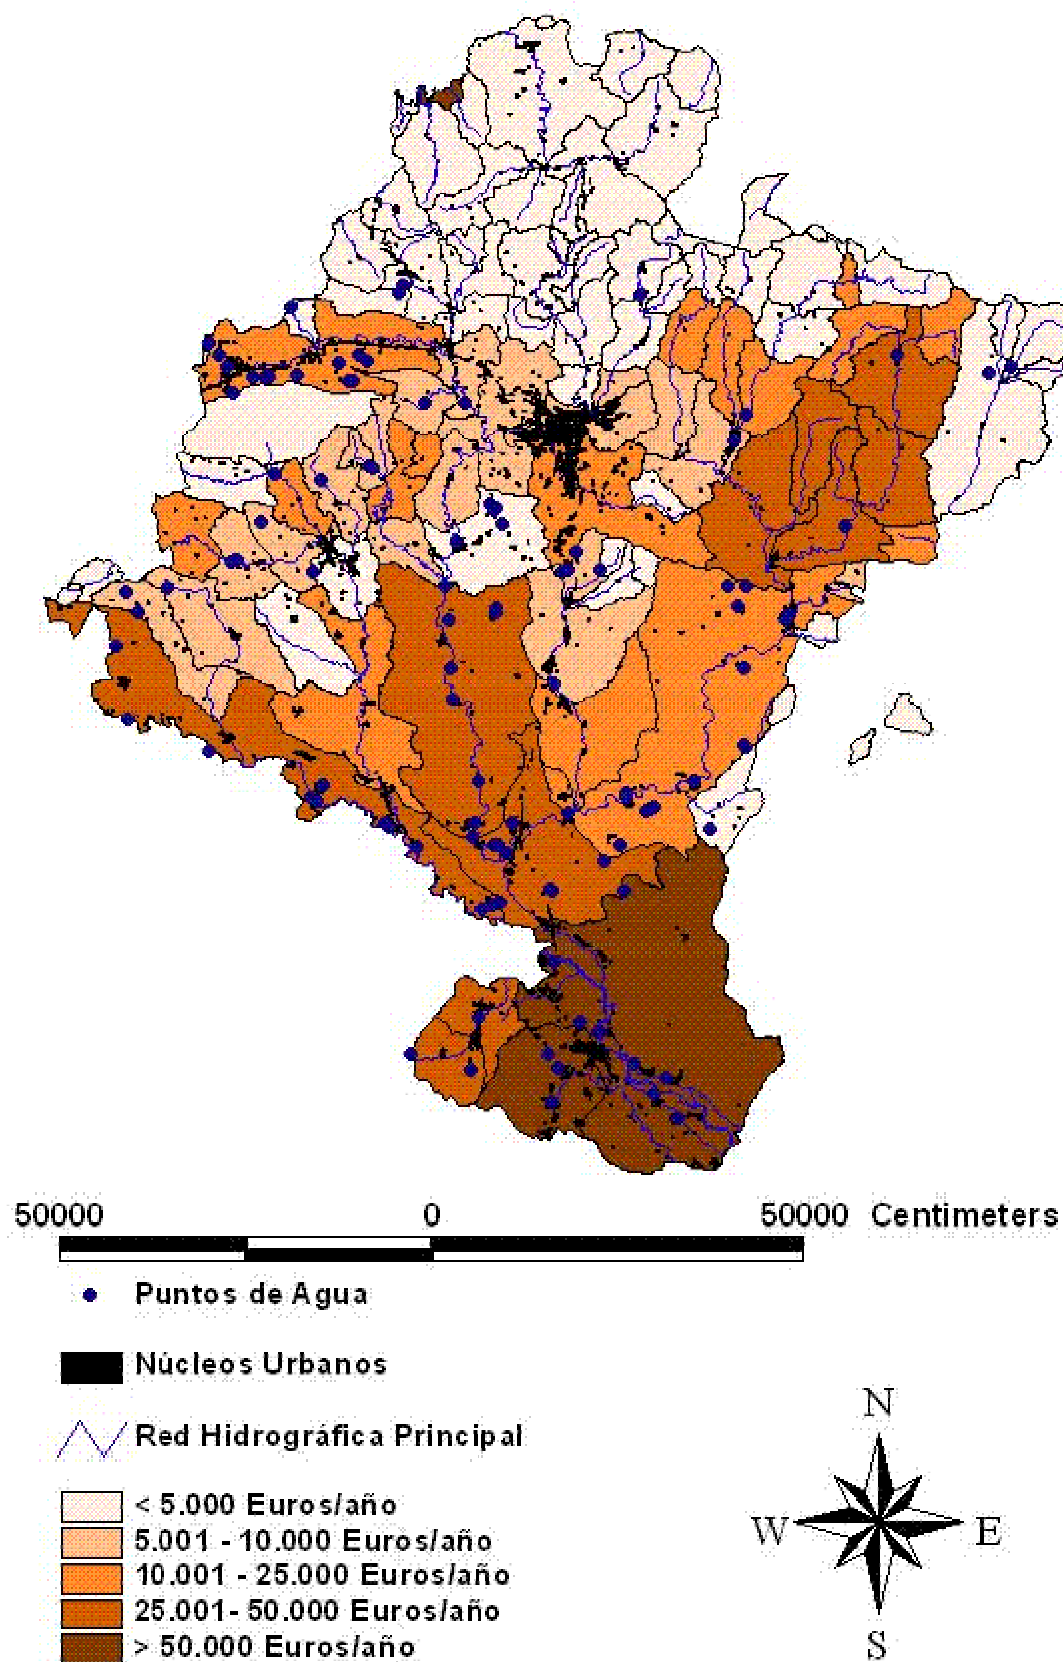 50000 0 50000 Centimeters
Puntos de Agua
Núcleos Urbanos
Red Hidrográfica Principal
< 5.000 Euros/año
5.001 - 10.000 Euros/año
10.001 - 25.000 Euros/año
25.001- 50.000 Euros/año
> 50.000 Euros/año
N
W E
S